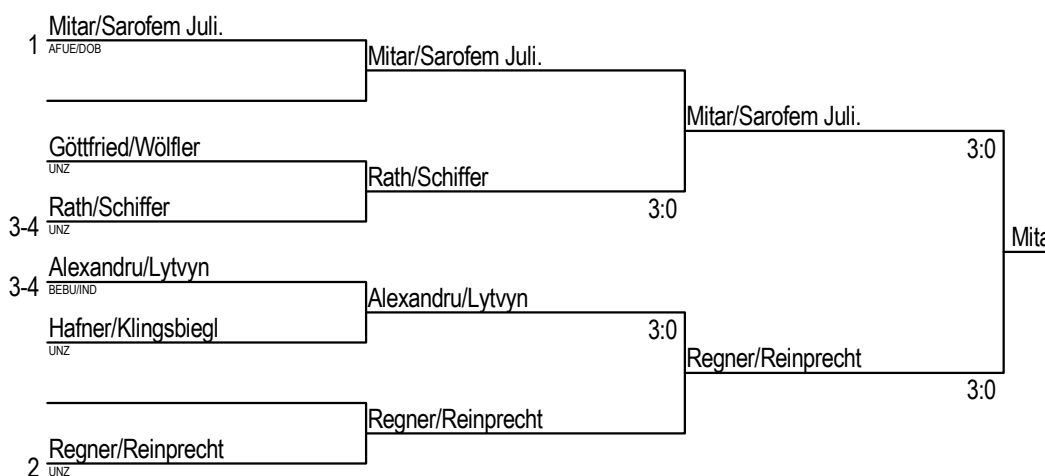 Mitar/Sarofem Juli.
1
AFUE/DOB
Mitar/Sarofem Juli.
Mitar/Sarofem Juli.
3:0
Göttfried/Wölfler
UNZ
Rath/Schiffer
3:0
Rath/Schiffer
3-4
UNZ
Mita
Alexandru/Lytvyn
3-4
BEBU/IND
Alexandru/Lytvyn
3:0
Hafner/Klingsbiegl
UNZ
Regner/Reinprecht
3:0
Regner/Reinprecht
Regner/Reinprecht
2
UNZ